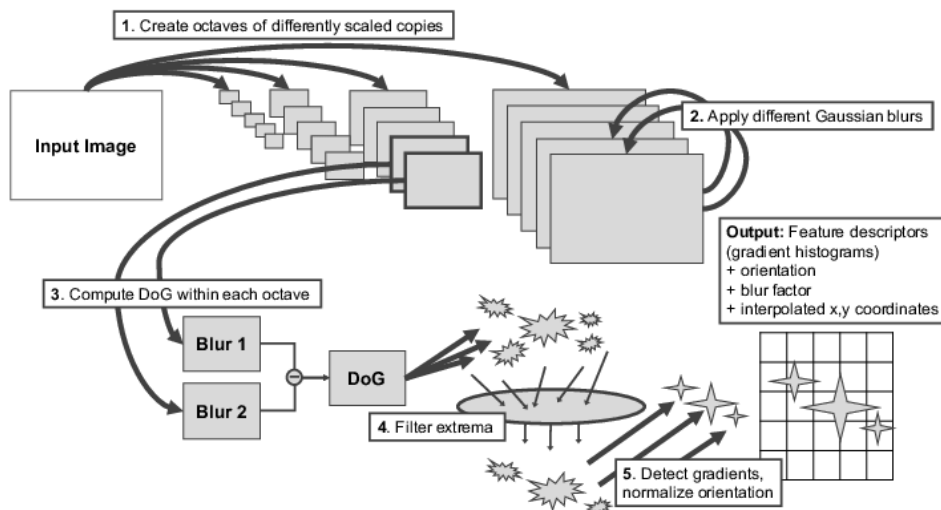 1. Create octaves of differently scaled copies
Input Image
2. Apply different Gaussian blurs
Output: Feature descriptors
(gradient histograms)
+ orientation
+ blur factor
+ interpolated x,y coordinates
3. Compute DoG within each octave
Blur 1
Blur 2
DoG
4. Filter extrema
5. Detect gradients,
normalize orientation